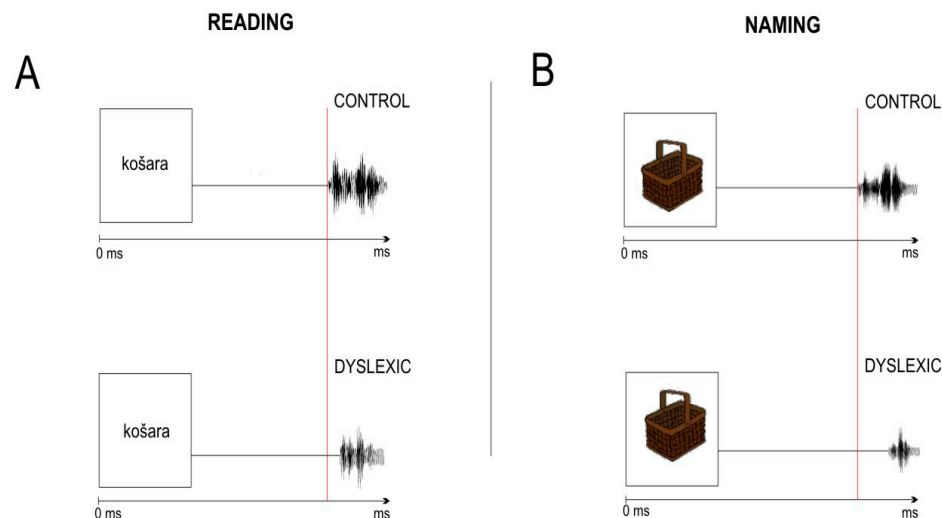 READING
A
CONTROL
košara
0 ms
ms
DYSLEXIC
košara
0 ms
ms
NAMING
B
CONTROL
0 ms
ms
DYSLEXIC
0 ms
ms